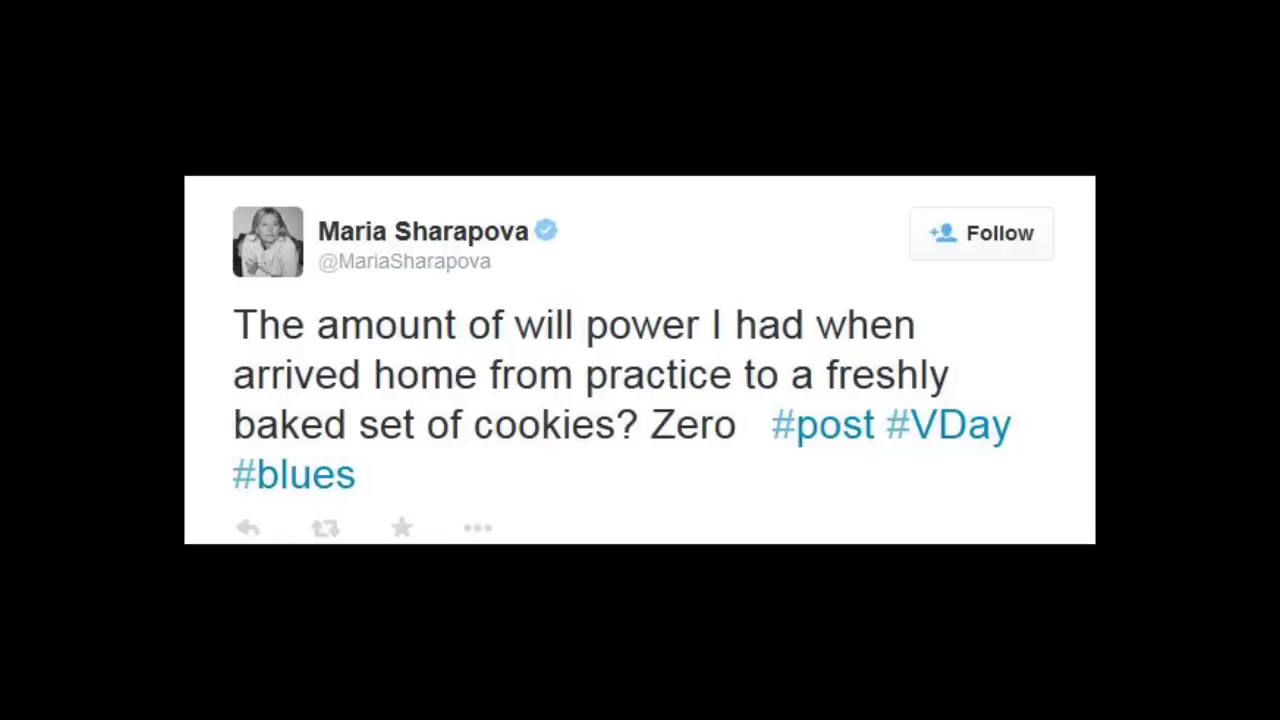 Maria Sharapova
@MariaSharapova
Follow
The amount of will power I had when
arrived home from practice to a freshly
baked set of cookies? Zero #post #VDay
#blues